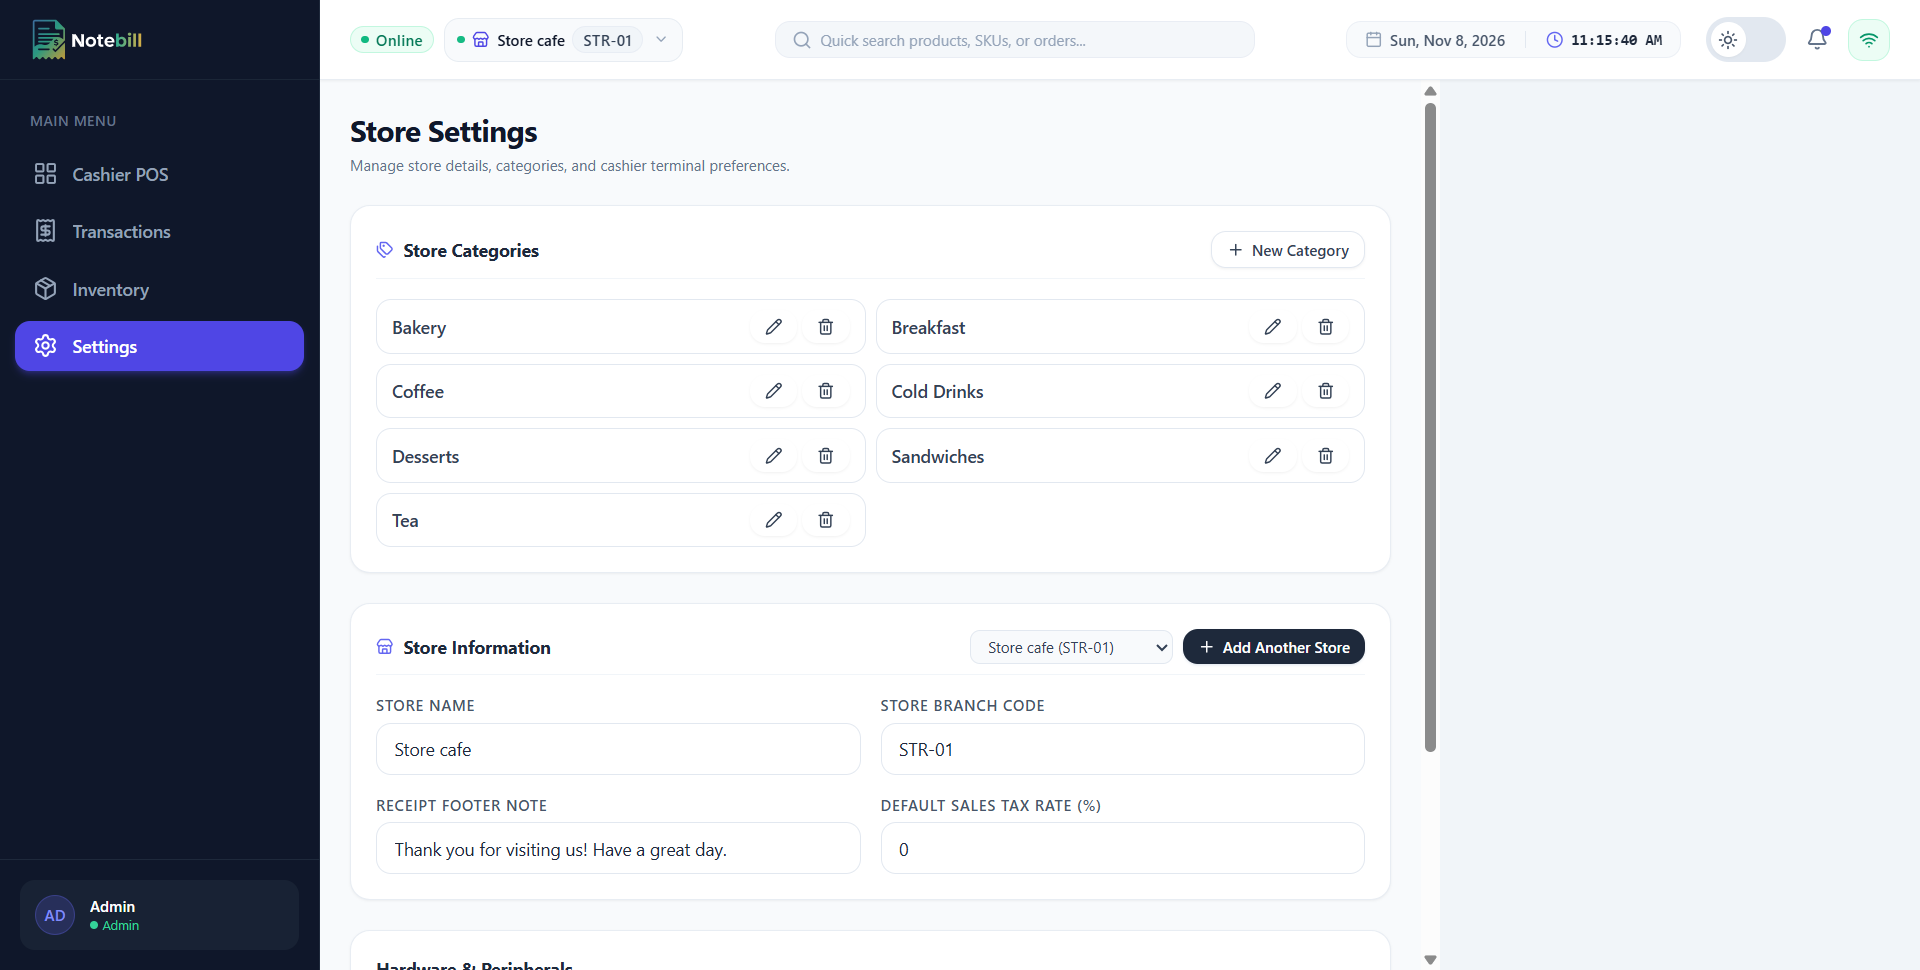 Notebill
Online
Store cafe STR-01
Quick search products, SKUs, or orders...
Sun, Nov 8, 2026
11:15:40 AM
MAIN MENU
Cashier POS
Transactions
Inventory
Settings
AD
Admin
Admin
Store Settings
Manage store details, categories, and cashier terminal preferences.
Store Categories
New Category
Bakery
Breakfast
Coffee
Cold Drinks
Desserts
Sandwiches
Tea
Store Information
Store cafe (STR-01)
Add Another Store
STORE NAME
Store cafe
STORE BRANCH CODE
STR-01
RECEIPT FOOTER NOTE
Thank you for visiting us! Have a great day.
DEFAULT SALES TAX RATE (%)
0
Hardware & Peripherals